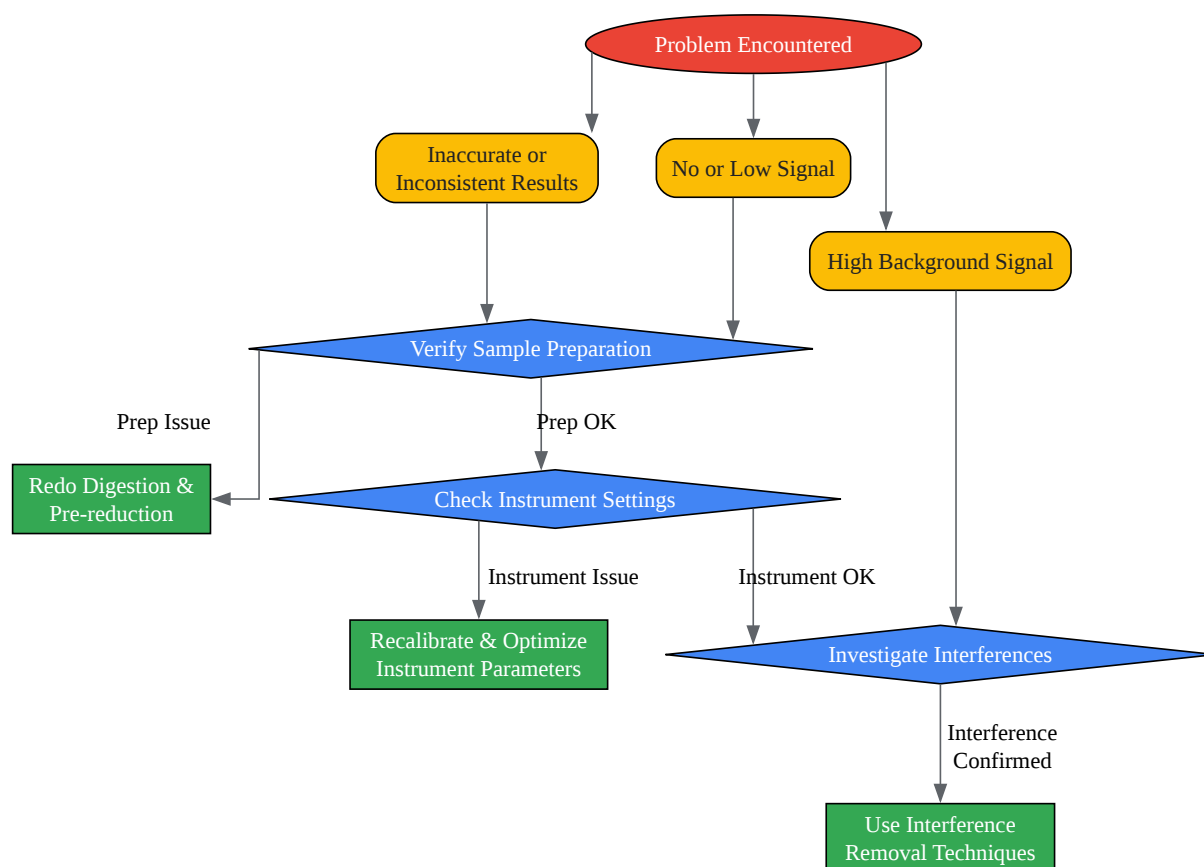 Problem Encountered
Inaccurate or
Inconsistent Results
No or Low Signal
High Background Signal
Verify Sample Preparation
Prep Issue
Prep OK
Redo Digestion &
Pre-reduction
Check Instrument Settings
Instrument Issue
Instrument OK
Recalibrate & Optimize
Instrument Parameters
Investigate Interferences
Interference
Confirmed
Use Interference
Removal Techniques